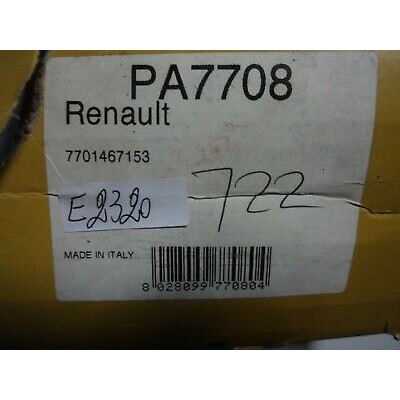 PA7708
Renault
7701467153
E2320
722
MADE IN ITALY
8 028099 770804